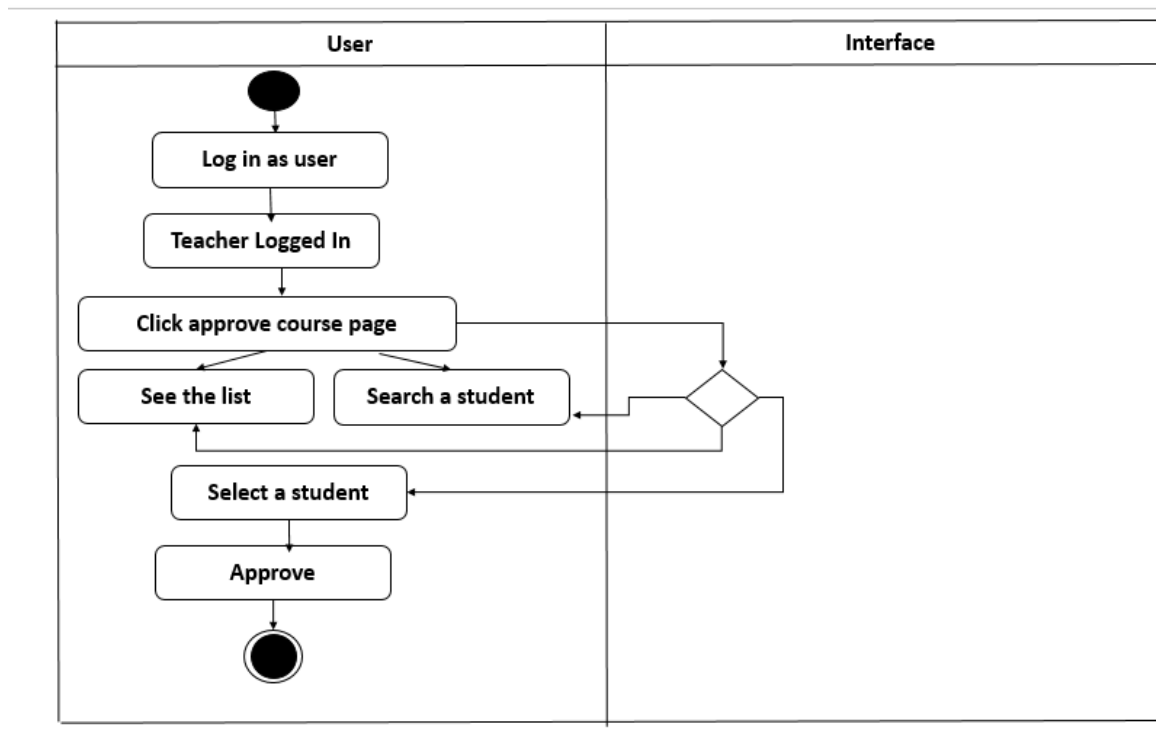 User
Interface
Log in as user
Teacher Logged In
Click approve course page
See the list
Search a student
Select a student
Approve